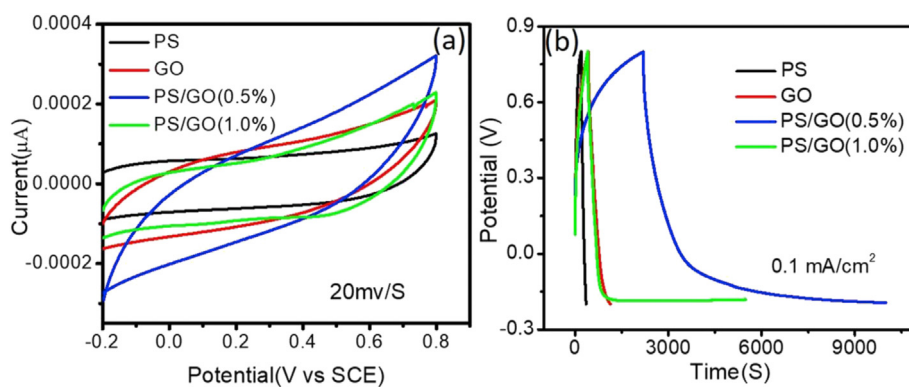 (a)
PS
GO
PS/GO(0.5%)
PS/GO(1.0%)
0.0004
0.0002
0.0000
-0.0002
Current(μA)
20mv/S
-0.2 0.0 0.2 0.4 0.6 0.8
Potential(V vs SCE)
(b)
PS
GO
PS/GO(0.5%)
PS/GO(1.0%)
0.9
0.6
0.3
0.0
-0.3
Potential (V)
0.1 mA/cm²
0 3000 6000 9000
Time(S)